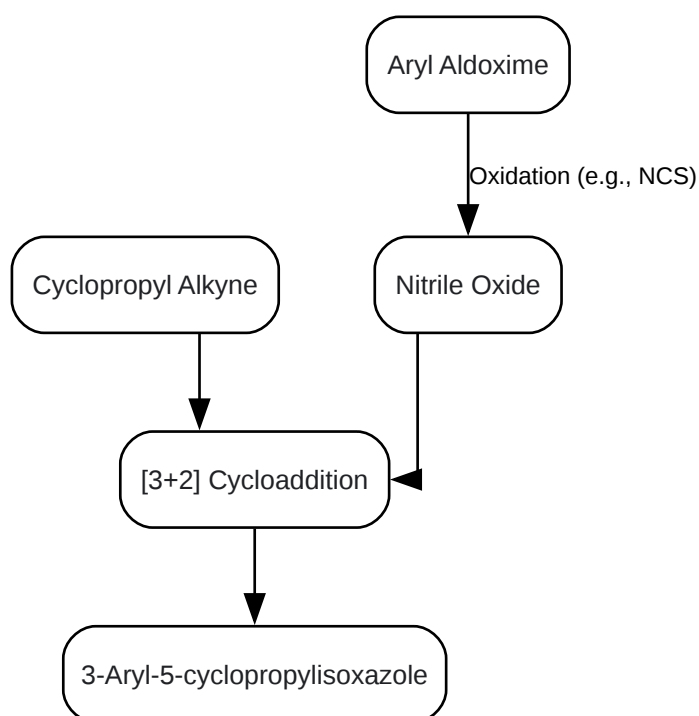 Aryl Aldoxime
Oxidation (e.g., NCS)
Cyclopropyl Alkyne
Nitrile Oxide
[3+2] Cycloaddition
3-Aryl-5-cyclopropylisoxazole